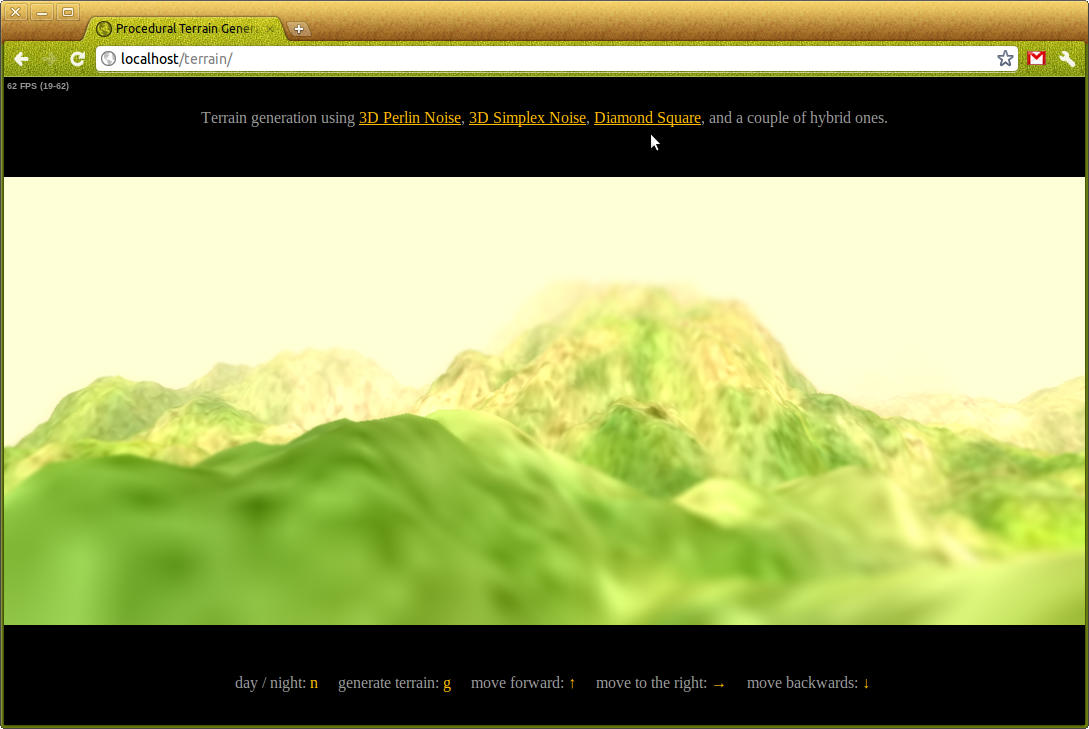 Procedural Terrain Gener
localhost/terrain/
62 FPS (19-62)
Terrain generation using 3D Perlin Noise, 3D Simplex Noise, Diamond Square, and a couple of hybrid ones.
day / night: n generate terrain: g move forward: ↑ move to the right: → move backwards: ↓